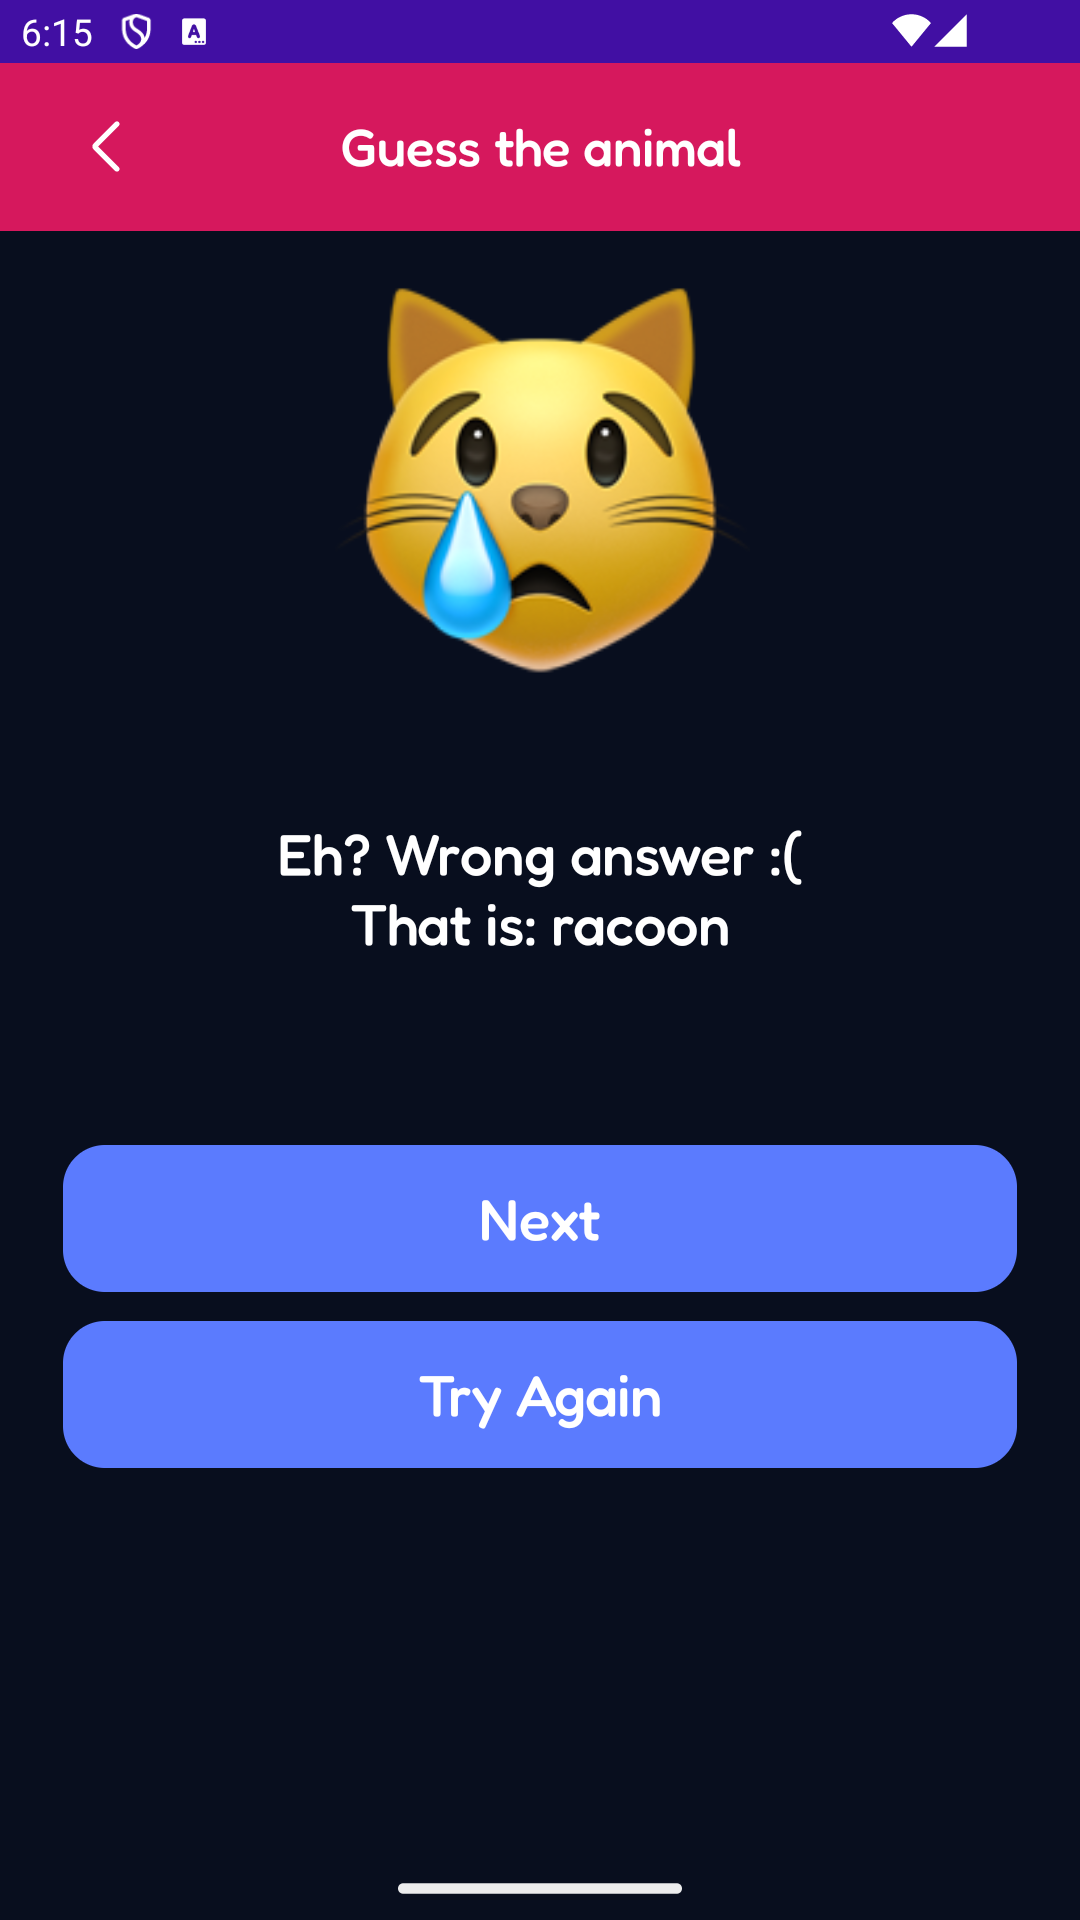 6:15
Guess the animal
Eh? Wrong answer :(
That is: racoon
Next
Try Again